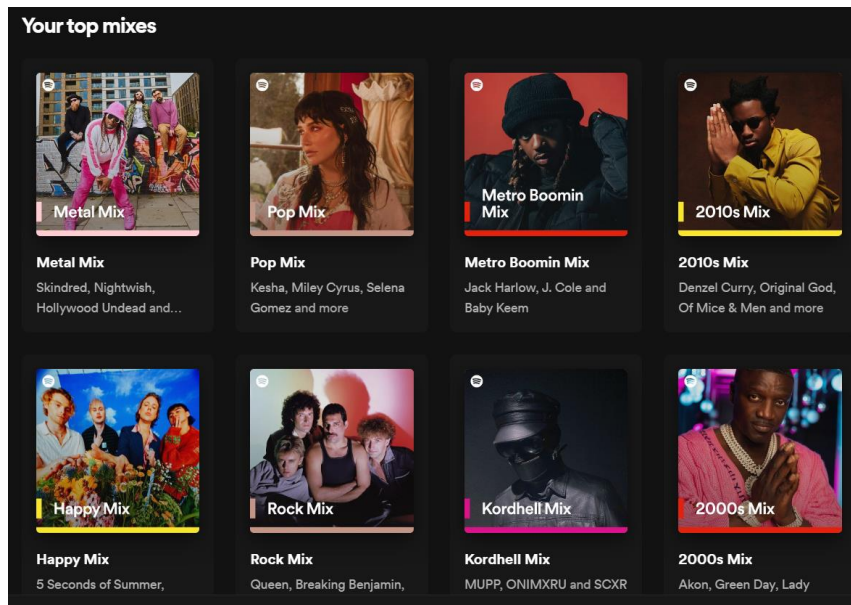 Your top mixes
Metal Mix
Pop Mix
Metro Boomin
Mix
2010s Mix
Metal Mix
Pop Mix
Metro Boomin Mix
2010s Mix
Skindred, Nightwish,
Hollywood Undead and...
Kesha, Miley Cyrus, Selena
Gomez and more
Jack Harlow, J. Cole and
Baby Keem
Denzel Curry, Original God,
Of Mice & Men and more
Happy Mix
Rock Mix
Kordhell Mix
2000s Mix
Happy Mix
Rock Mix
Kordhell Mix
2000s Mix
5 Seconds of Summer,
Queen, Breaking Benjamin,
MUPP, ONIMXRU and SCXR
Akon, Green Day, Lady